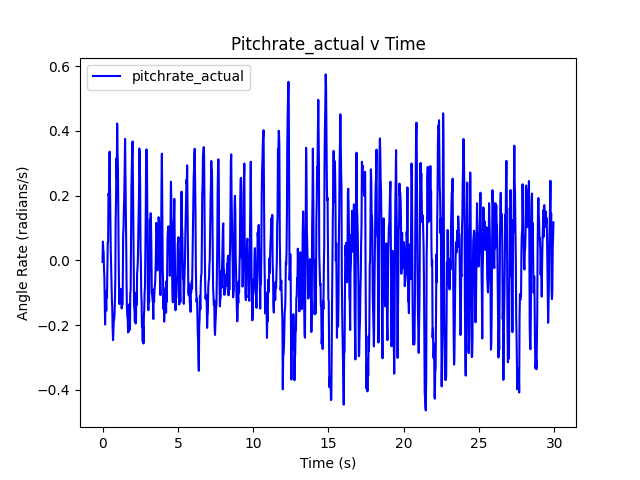 Pitchrate_actual v Time
pitchrate_actual
Angle Rate (radians/s)
0.6
0.4
0.2
0.0
−0.2
−0.4
0 5 10 15 20 25 30
Time (s)